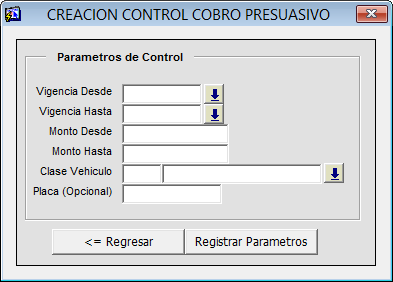 CREACION CONTROL COBRO PRESUASIVO
Parametros de Control
Vigencia Desde
Vigencia Hasta
Monto Desde
Monto Hasta
Clase Vehiculo
Placa (Opcional)
<= Regresar
Registrar Parametros